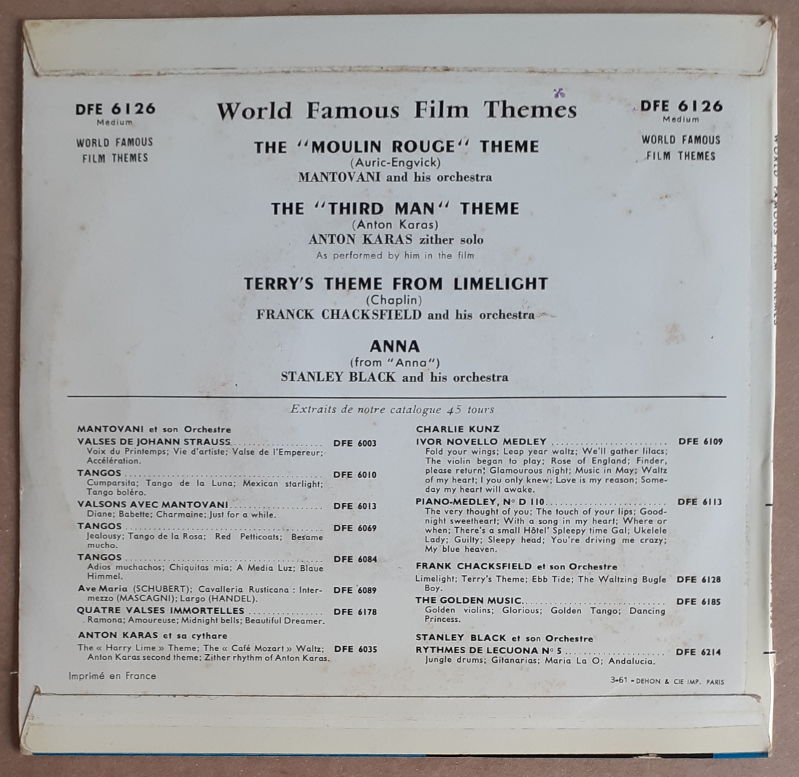 DFE 6126
Medium
WORLD FAMOUS
FILM THEMES
World Famous Film Themes
DFE 6126
Medium
WORLD FAMOUS
FILM THEMES
THE "MOULIN ROUGE" THEME
(Auric-Engvick)
MANTOVANI and his orchestra
THE "THIRD MAN" THEME
(Anton Karas)
ANTON KARAS zither solo
As performed by him in the film
TERRY'S THEME FROM LIMELIGHT
(Chaplin)
FRANCK CHACKSFIELD and his orchestra
ANNA
(from "Anna")
STANLEY BLACK and his orchestra
Extraits de notre catalogue 45 tours
MANTOVANI et son Orchestre
VALSES DE JOHANN STRAUSS.................... DFE 6003
Voix du Printemps; Vie d'artiste; Valse de l'Empereur;
Accélération.
TANGOS.................... DFE 6010
Cumparsita; Tango de la Luna; Mexican starlight;
Tango boléro.
VALSONS AVEC MANTOVANI.................... DFE 6013
Diane; Babette; Charmaine; Just for a while.
TANGOS.................... DFE 6069
Jealousy; Tango de la Rosa; Red Petticoats; Besame
mucho.
TANGOS.................... DFE 6084
Adios muchachos; Chiquitas mia; A Media Luz; Blaue
Himmel.
Ave Maria (SCHUBERT); Cavalleria Rusticana : Inter- DFE 6089
mezzo (MASCAGNI); Largo (HANDEL).
QUATRE VALSES IMMORTELLES .............. DFE 6178
Ramona; Amoureuse; Midnight bells; Beautiful Dreamer.
ANTON KARAS et sa cythare
The « Harry Lime » Theme; The « Café Mozart » Waltz; DFE 6035
Anton Karas second theme; Zither rhythm of Anton Karas.
Imprimé en France
CHARLIE KUNZ
IVOR NOVELLO MEDLEY .................... DFE 6109
Fold your wings; Leap year waltz; We'll gather lilacs;
The violin began to play; Rose of England; Finder,
please return; Glamourous night; Music in May; Waltz
of my heart; I you only knew; Love is my reason; Some-
day my heart will awake.
PIANO-MEDLEY, N° D 110.................... DFE 6113
The very thought of you; The touch of your lips; Good-
night sweetheart; With a song in my heart; Where or
when; There's a small Hôtel' Spleepy time Gal; Ukelele
Lady; Guilty; Sleepy head; You're driving me crazy;
My blue heaven.
FRANK CHACKSFIELD et son Orchestre
Limelight; Terry's Theme; Ebb Tide; The Waltzing Bugle DFE 6128
Boy.
THE GOLDEN MUSIC.................... DFE 6185
Golden violins; Glorious; Golden Tango; Dancing
Princess.
STANLEY BLACK et son Orchestre
RYTHMES DE LECUONA N° 5 .................... DFE 6214
Jungle drums; Gitanarias; Maria La O; Andalucia.
3-61 - DEHON & CIE IMP. PARIS
WORLD FAMOUS FILM THEMES